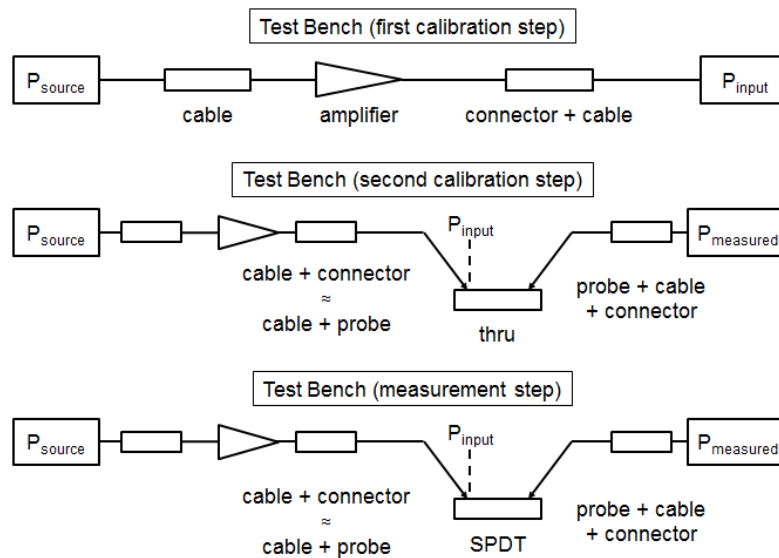 Test Bench (first calibration step)
Psource
Pinput
cable
amplifier
connector + cable
Test Bench (second calibration step)
Psource
Pinput
Pmeasured
cable + connector
≈
cable + probe
thru
probe + cable
+ connector
Test Bench (measurement step)
Psource
Pinput
Pmeasured
cable + connector
≈
cable + probe
SPDT
probe + cable
+ connector